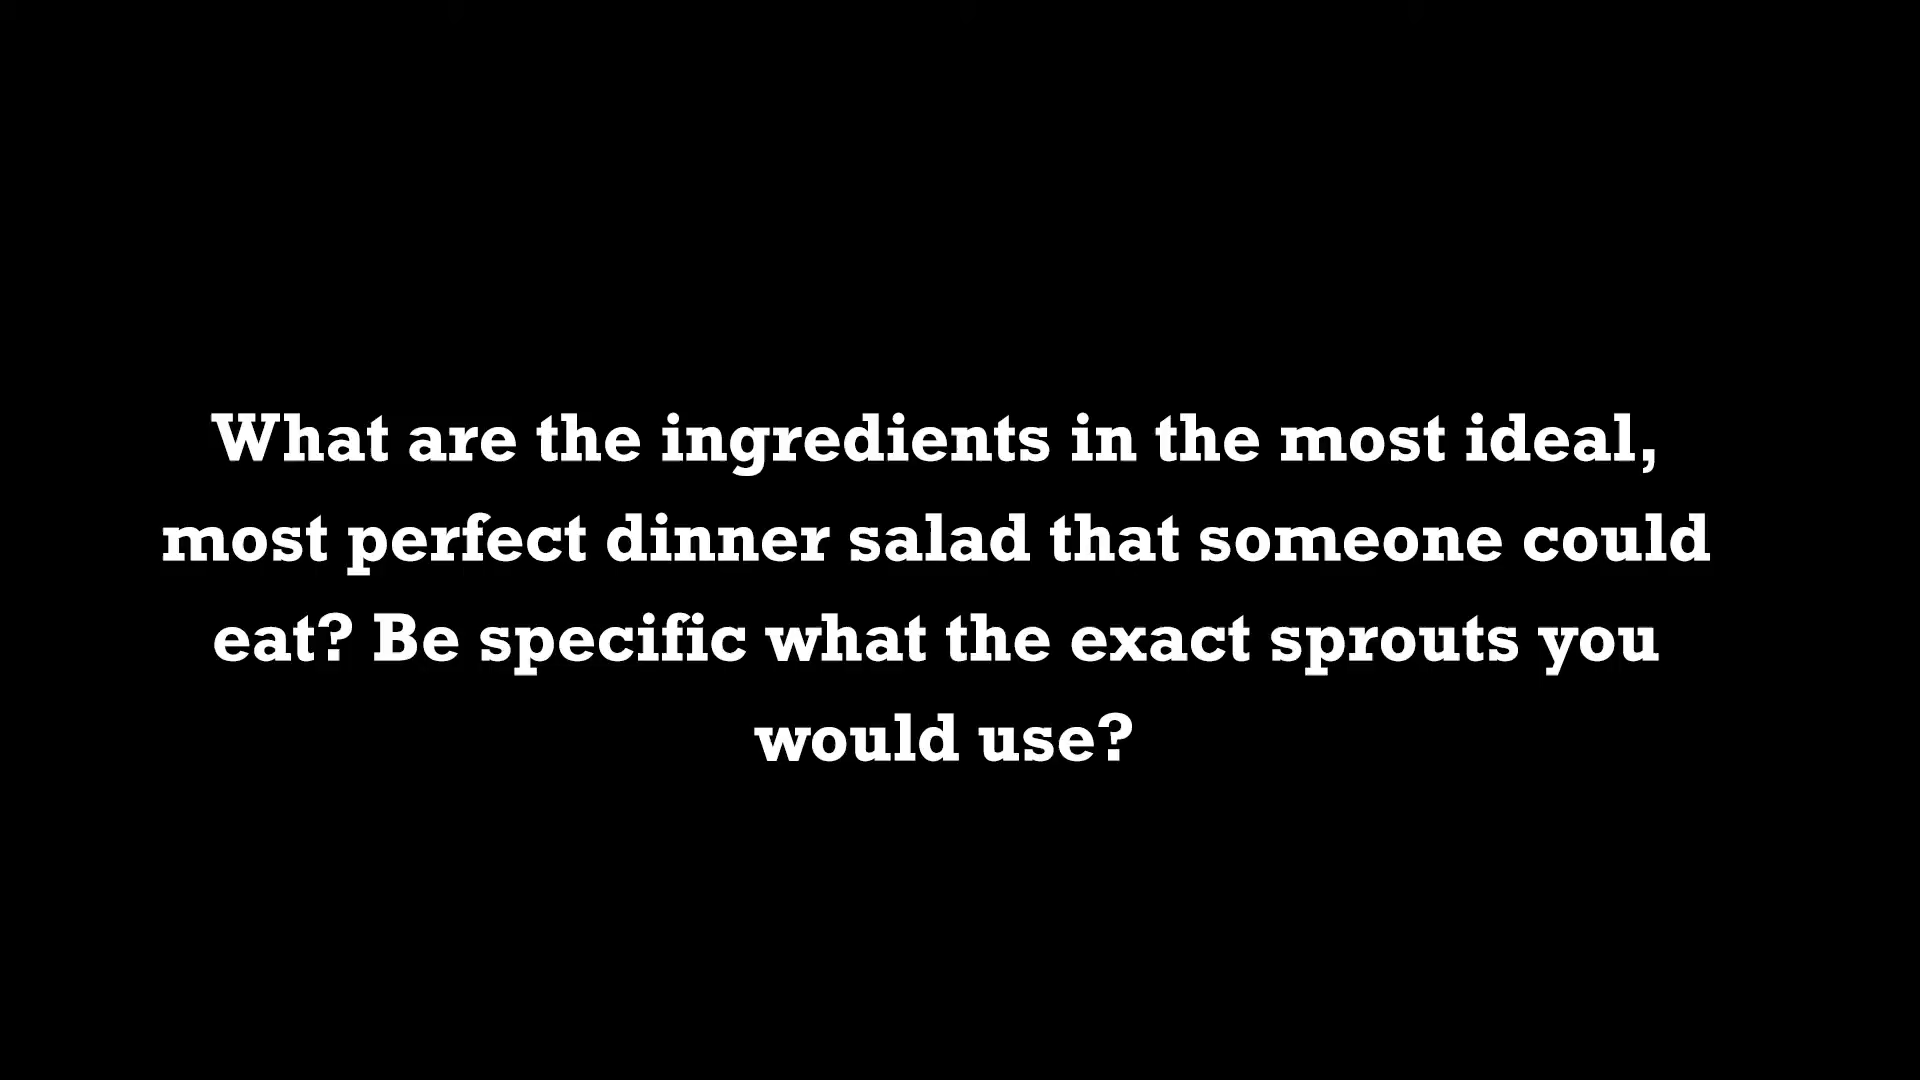 What are the ingredients in the most ideal,
most perfect dinner salad that someone could
eat? Be specific what the exact sprouts you
would use?